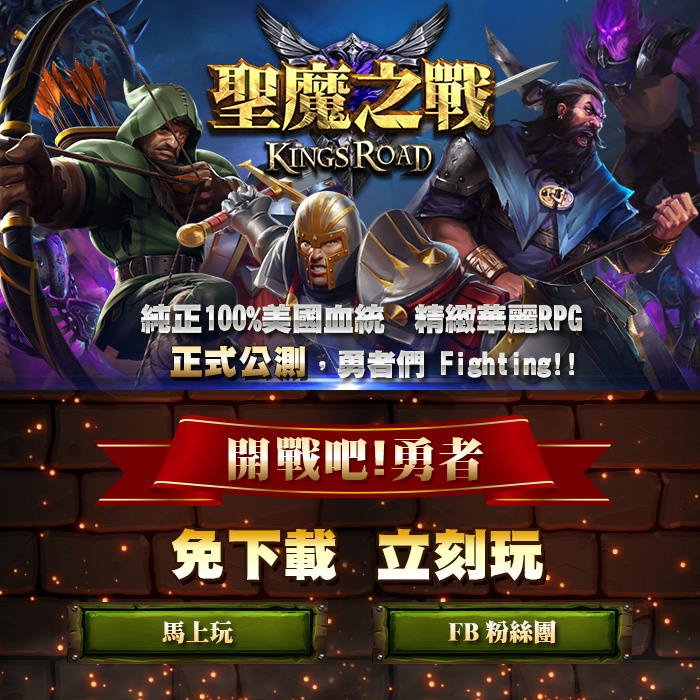 聖魔之戰
KINGSROAD
純正100%美國血統 精緻華麗RPG
正式公測，勇者們 Fighting!!
開戰吧!勇者
免下載 立刻玩
馬上玩 FB 粉絲團